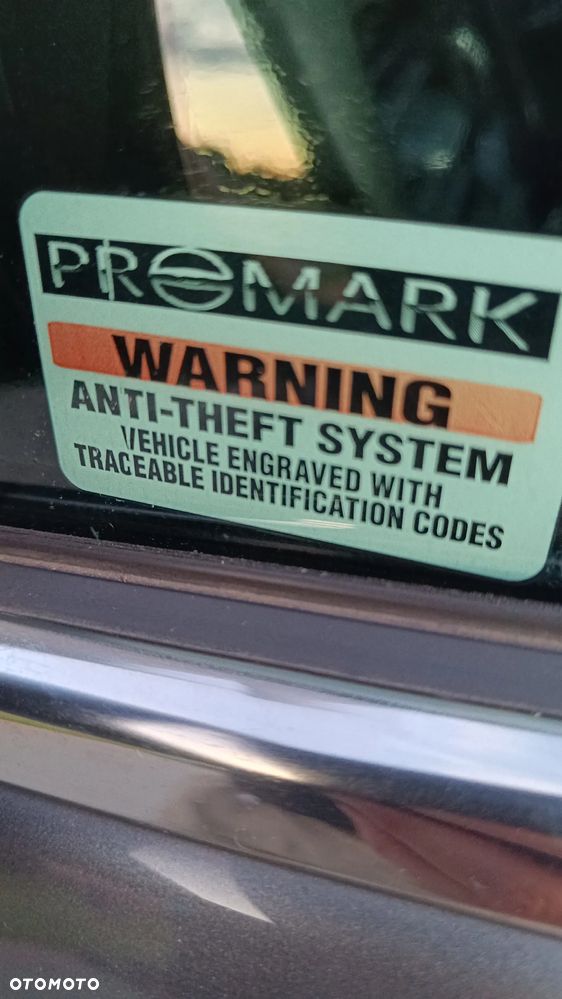 PROMARK
WARNING
ANTI-THEFT SYSTEM
VEHICLE ENGRAVED WITH
TRACEABLE IDENTIFICATION CODES
OTOMOTO